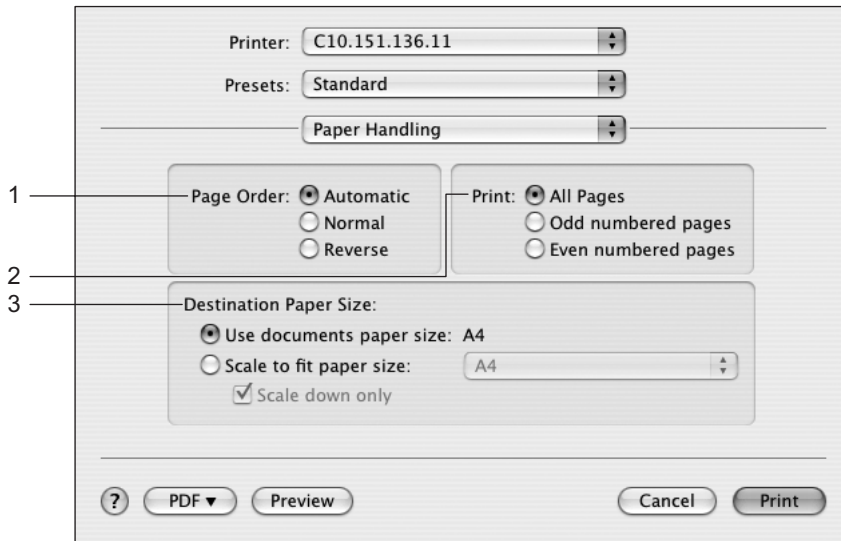 Printer: C10.151.136.11
Presets: Standard
Paper Handling
1 Page Order: Automatic
Normal
Reverse
2 Print: All Pages
Odd numbered pages
Even numbered pages
3 Destination Paper Size:
Use documents paper size: A4
Scale to fit paper size: A4
Scale down only
? PDF ▼ Preview Cancel Print